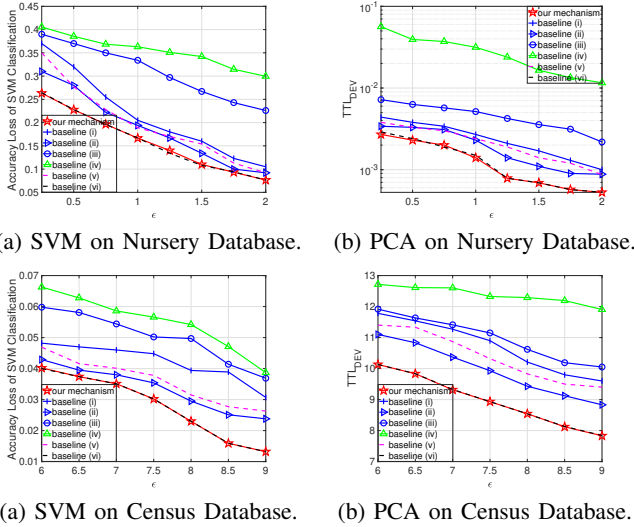 Accuracy Loss of SVM Classification
0.45
0.4
0.35
0.3
0.25
0.2
0.15
0.1
0.05
our mechanism
baseline (i)
baseline (ii)
baseline (iii)
baseline (iv)
baseline (v)
baseline (vi)
0.5 1 1.5 2
ϵ
TTL_DEV
10^-1
10^-2
10^-3
our mechanism
baseline (i)
baseline (ii)
baseline (iii)
baseline (iv)
baseline (v)
baseline (vi)
0.5 1 1.5 2
ϵ
(a) SVM on Nursery Database.
(b) PCA on Nursery Database.
Accuracy Loss of SVM Classification
0.07
0.06
0.05
0.04
0.03
0.02
0.01
our mechanism
baseline (i)
baseline (ii)
baseline (iii)
baseline (iv)
baseline (v)
baseline (vi)
6 6.5 7 7.5 8 8.5 9
ϵ
TTL_DEV
13
12
11
10
9
8
7
our mechanism
baseline (i)
baseline (ii)
baseline (iii)
baseline (iv)
baseline (v)
baseline (vi)
6 6.5 7 7.5 8 8.5 9
ϵ
(a) SVM on Census Database.
(b) PCA on Census Database.